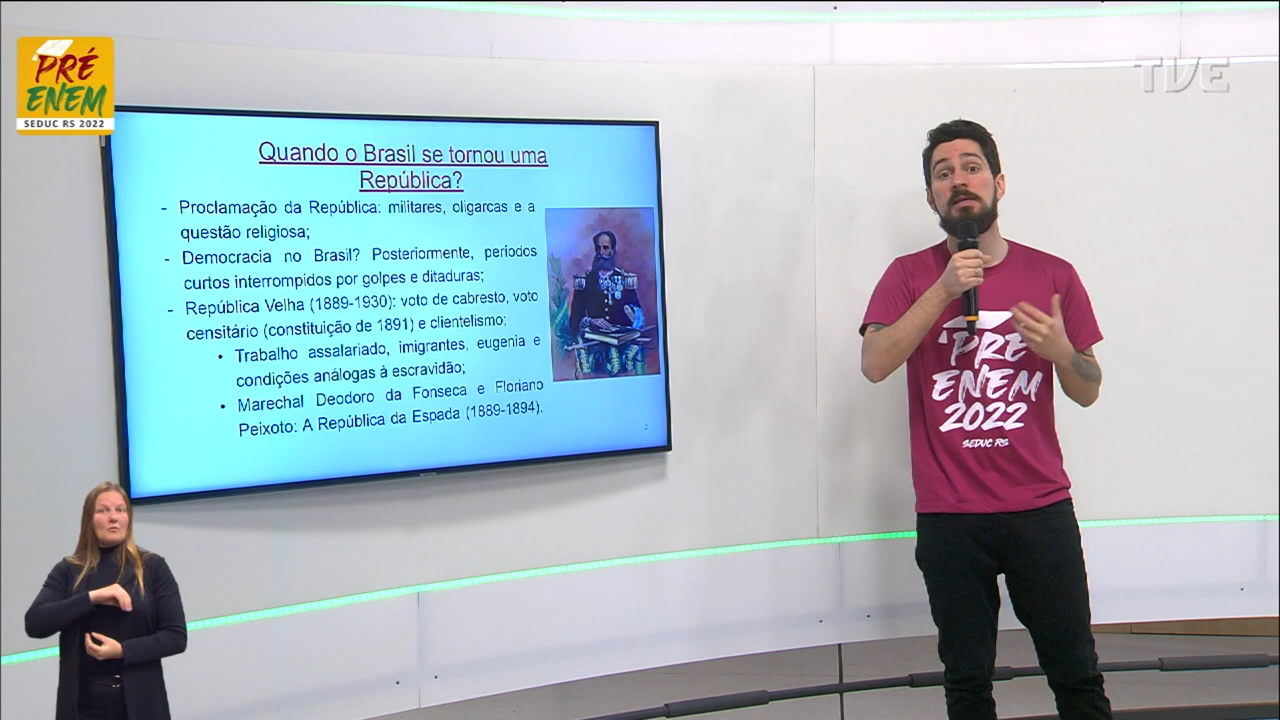 PRÉ
ENEM
SEDUC RS 2022
TVE
Quando o Brasil se tornou uma
República?
- Proclamação da República: militares, oligarcas e a
questão religiosa;
- Democracia no Brasil? Posteriormente, períodos
curtos interrompidos por golpes e ditaduras;
- República Velha (1889-1930): voto de cabresto, voto
censitário (constituição de 1891) e clientelismo;
• Trabalho assalariado, imigrantes, eugenia e
condições análogas à escravidão;
• Marechal Deodoro da Fonseca e Floriano
Peixoto: A República da Espada (1889-1894).
2
PRÉ
ENEM
2022
SEDUC RS